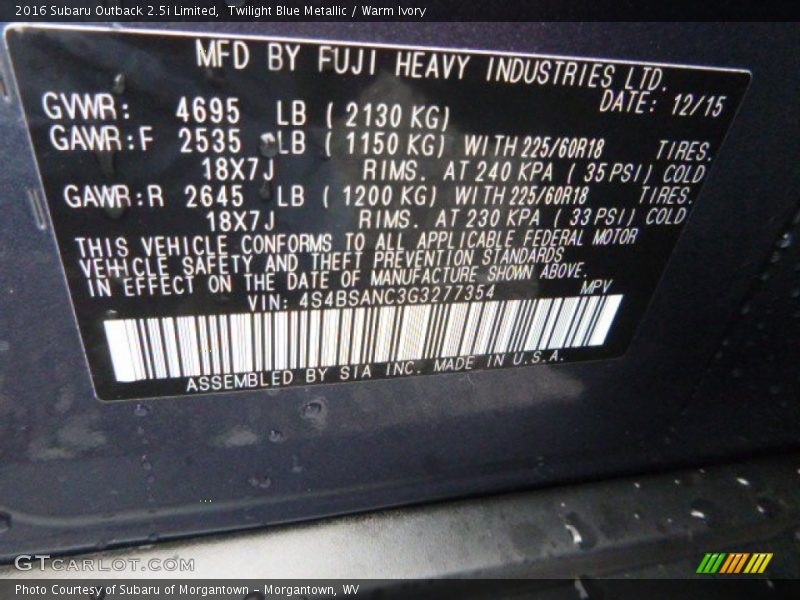 2016 Subaru Outback 2.5i Limited, Twilight Blue Metallic / Warm Ivory
MFD BY FUJI HEAVY INDUSTRIES LTD.
DATE: 12/15
GVWR: 4695 LB ( 2130 KG)
GAWR:F 2535 LB ( 1150 KG) WITH 225/60R18 TIRES.
18X7J RIMS. AT 240 KPA ( 35 PSI) COLD
GAWR:R 2645 LB ( 1200 KG) WITH 225/60R18 TIRES.
18X7J RIMS. AT 230 KPA ( 33 PSI) COLD
THIS VEHICLE CONFORMS TO ALL APPLICABLE FEDERAL MOTOR
VEHICLE SAFETY AND THEFT PREVENTION STANDARDS
IN EFFECT ON THE DATE OF MANUFACTURE SHOWN ABOVE.
VIN: 4S4BSANC3G3277354 MPV
ASSEMBLED BY SIA INC. MADE IN U.S.A.
GTCARLOT.COM
Photo Courtesy of Subaru of Morgantown - Morgantown, WV